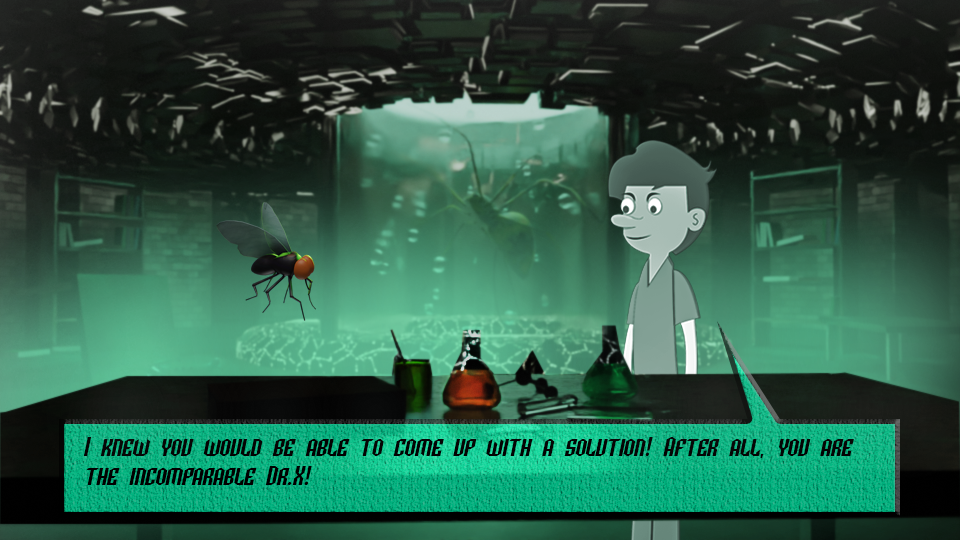 I knew you would be able to come up with a solution! After all, you are
the incomparable Dr.X!